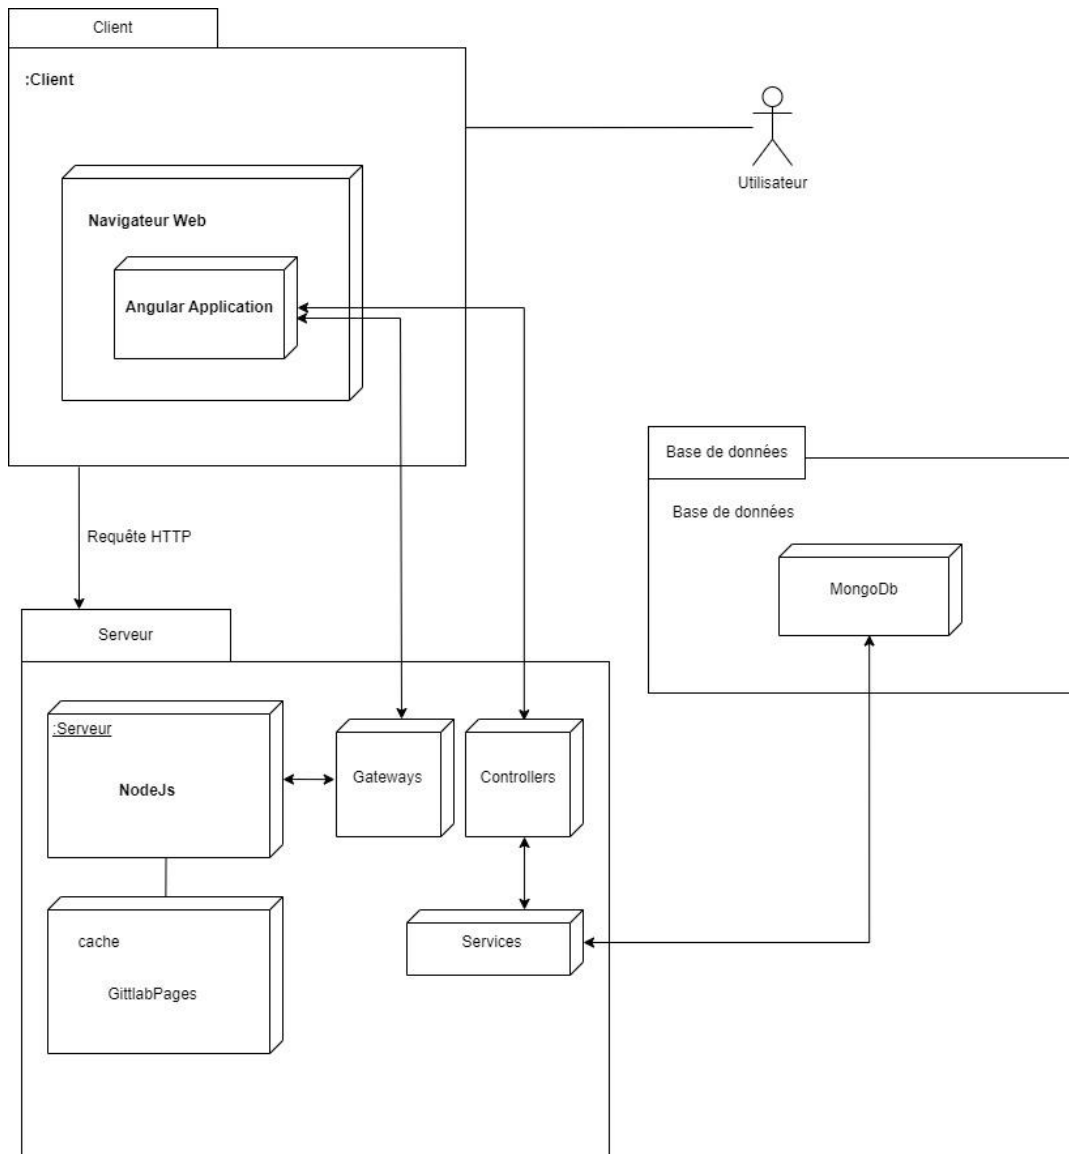 Client
:Client
Utilisateur
Navigateur Web
Angular Application
Base de données
Base de données
Requête HTTP
MongoDb
Serveur
:Serveur
NodeJs
Gateways
Controllers
cache
GittlabPages
Services